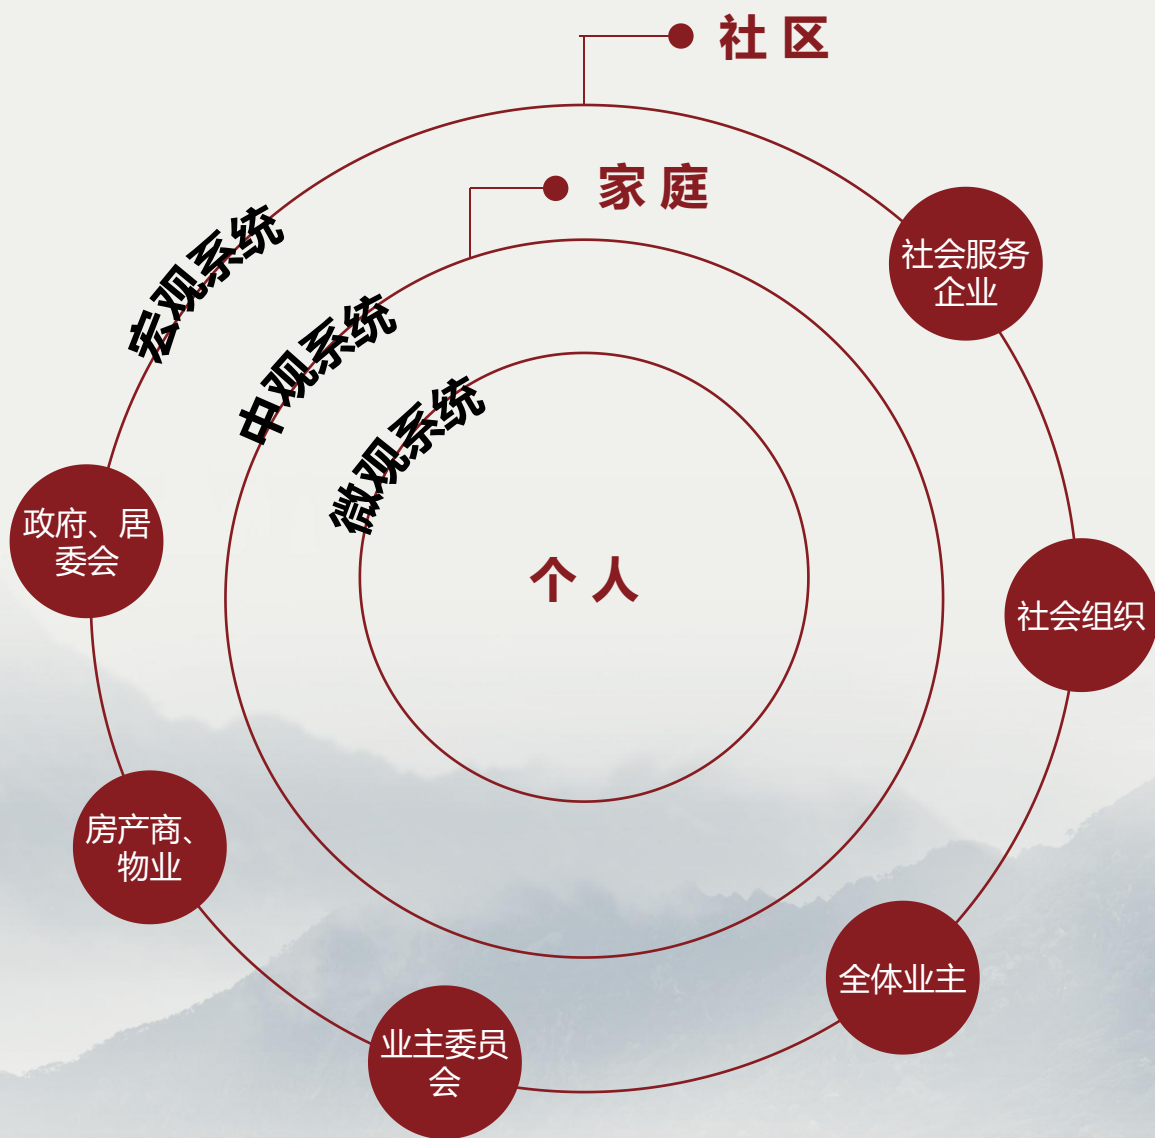 社区
家庭
宏观系统
中观系统
微观系统
个人
社会服务
企业
政府、居
委会
社会组织
房产商、
物业
全体业主
业主委员
会